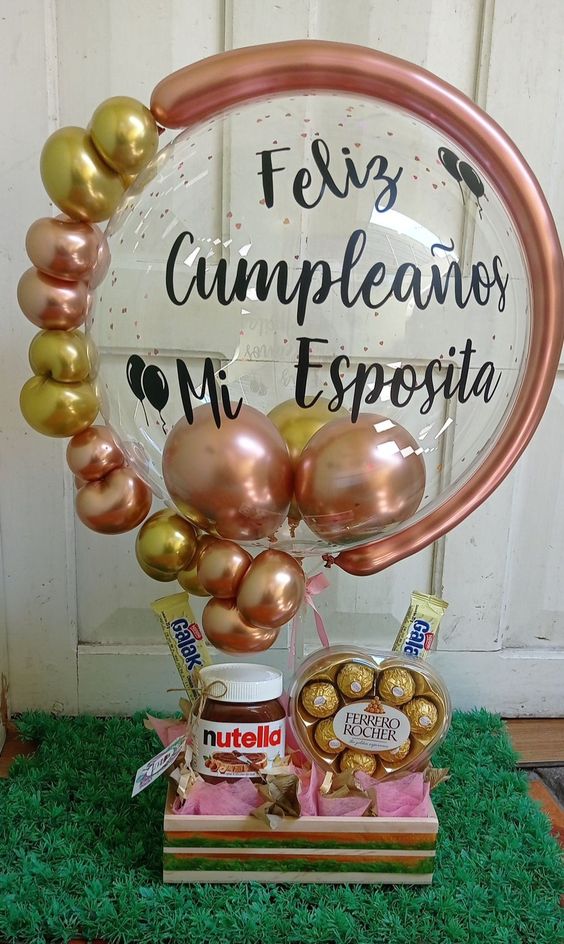 Feliz
Cumpleaños
Mi Esposita
Galak
Galak
nutella
FERRERO
ROCHER